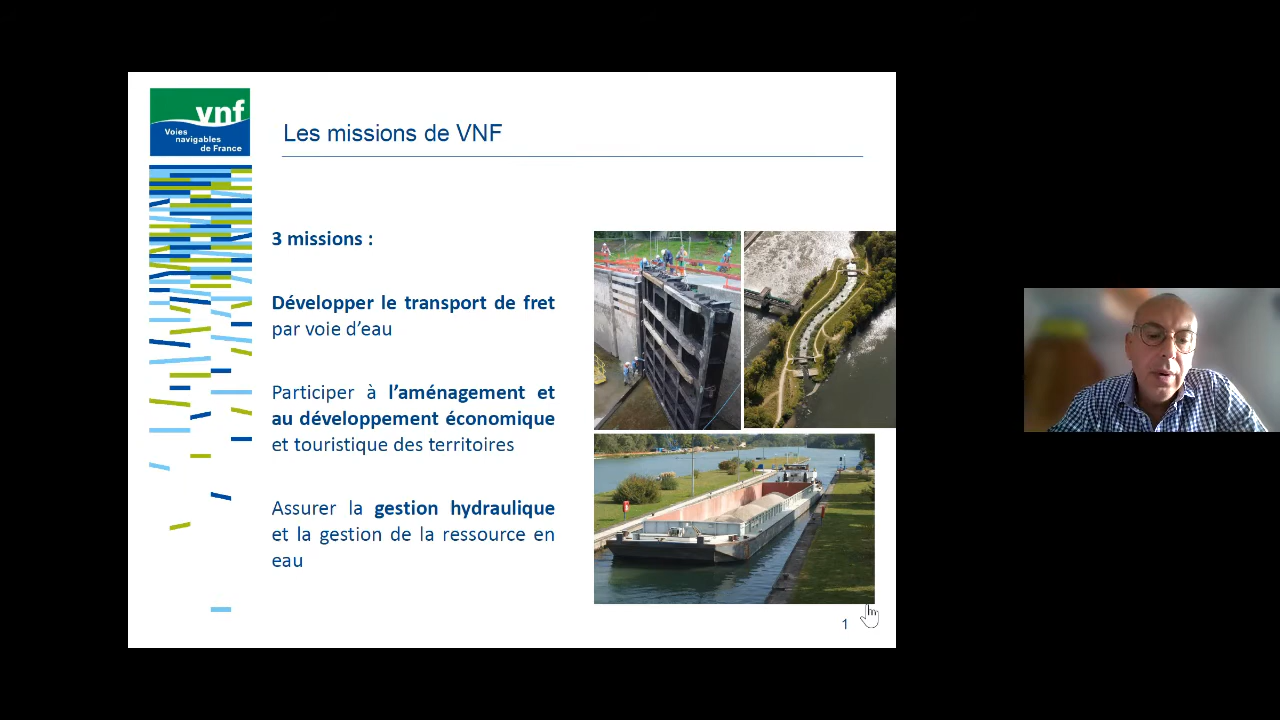 vnf
Voies
navigables
de France
Les missions de VNF
3 missions :
Développer le transport de fret
par voie d’eau
Participer à l’aménagement et
au développement économique
et touristique des territoires
Assurer la gestion hydraulique
et la gestion de la ressource en
eau
1